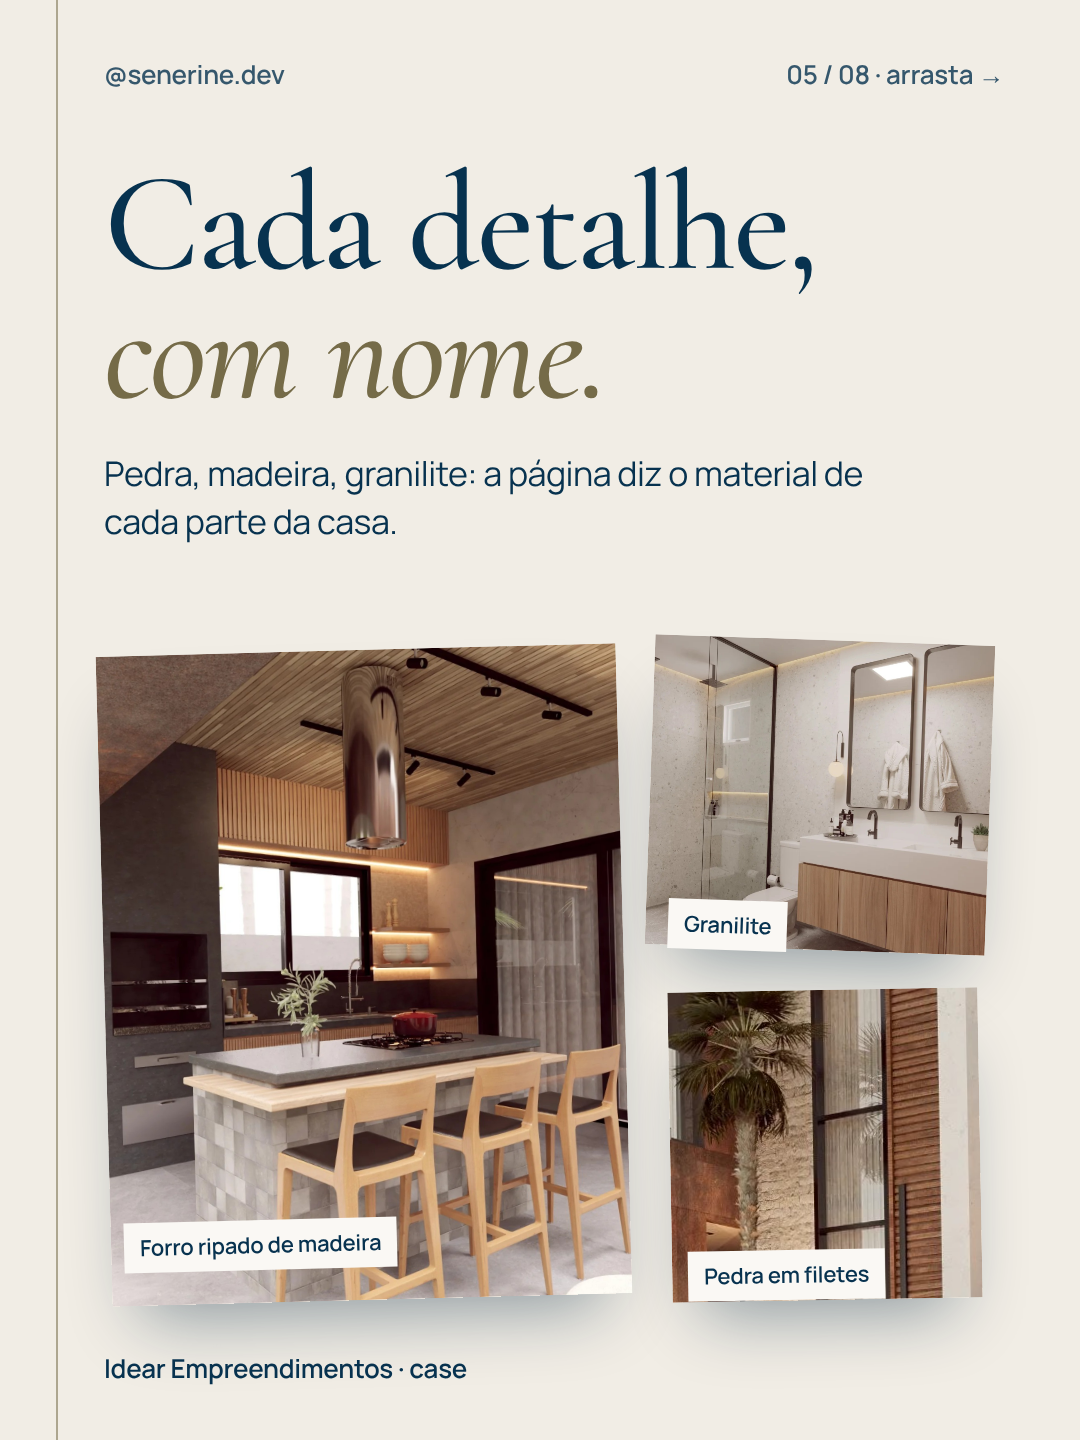 @senerine.dev
05 / 08 · arrasta →
Cada detalhe,
com nome.
Pedra, madeira, granilite: a página diz o material de
cada parte da casa.
Granilite
Forro ripado de madeira
Pedra em filetes
Idear Empreendimentos · case